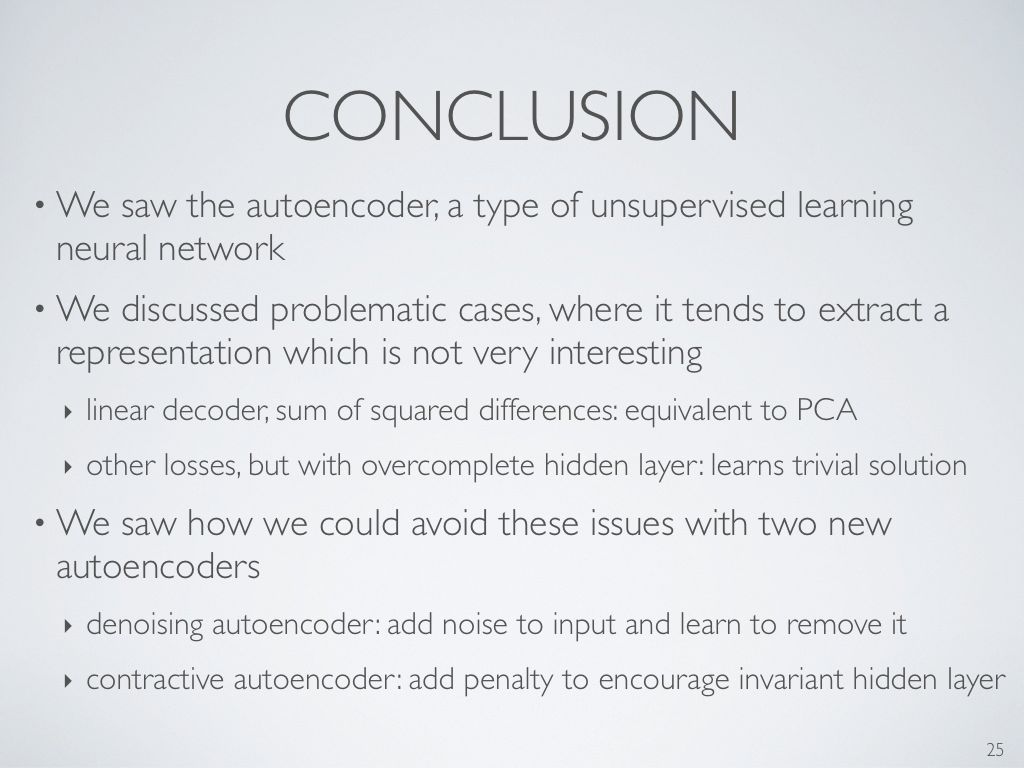 CONCLUSION
• We saw the autoencoder, a type of unsupervised learning
neural network
• We discussed problematic cases, where it tends to extract a
representation which is not very interesting
‣ linear decoder, sum of squared differences: equivalent to PCA
‣ other losses, but with overcomplete hidden layer: learns trivial solution
• We saw how we could avoid these issues with two new
autoencoders
‣ denoising autoencoder: add noise to input and learn to remove it
‣ contractive autoencoder: add penalty to encourage invariant hidden layer
25